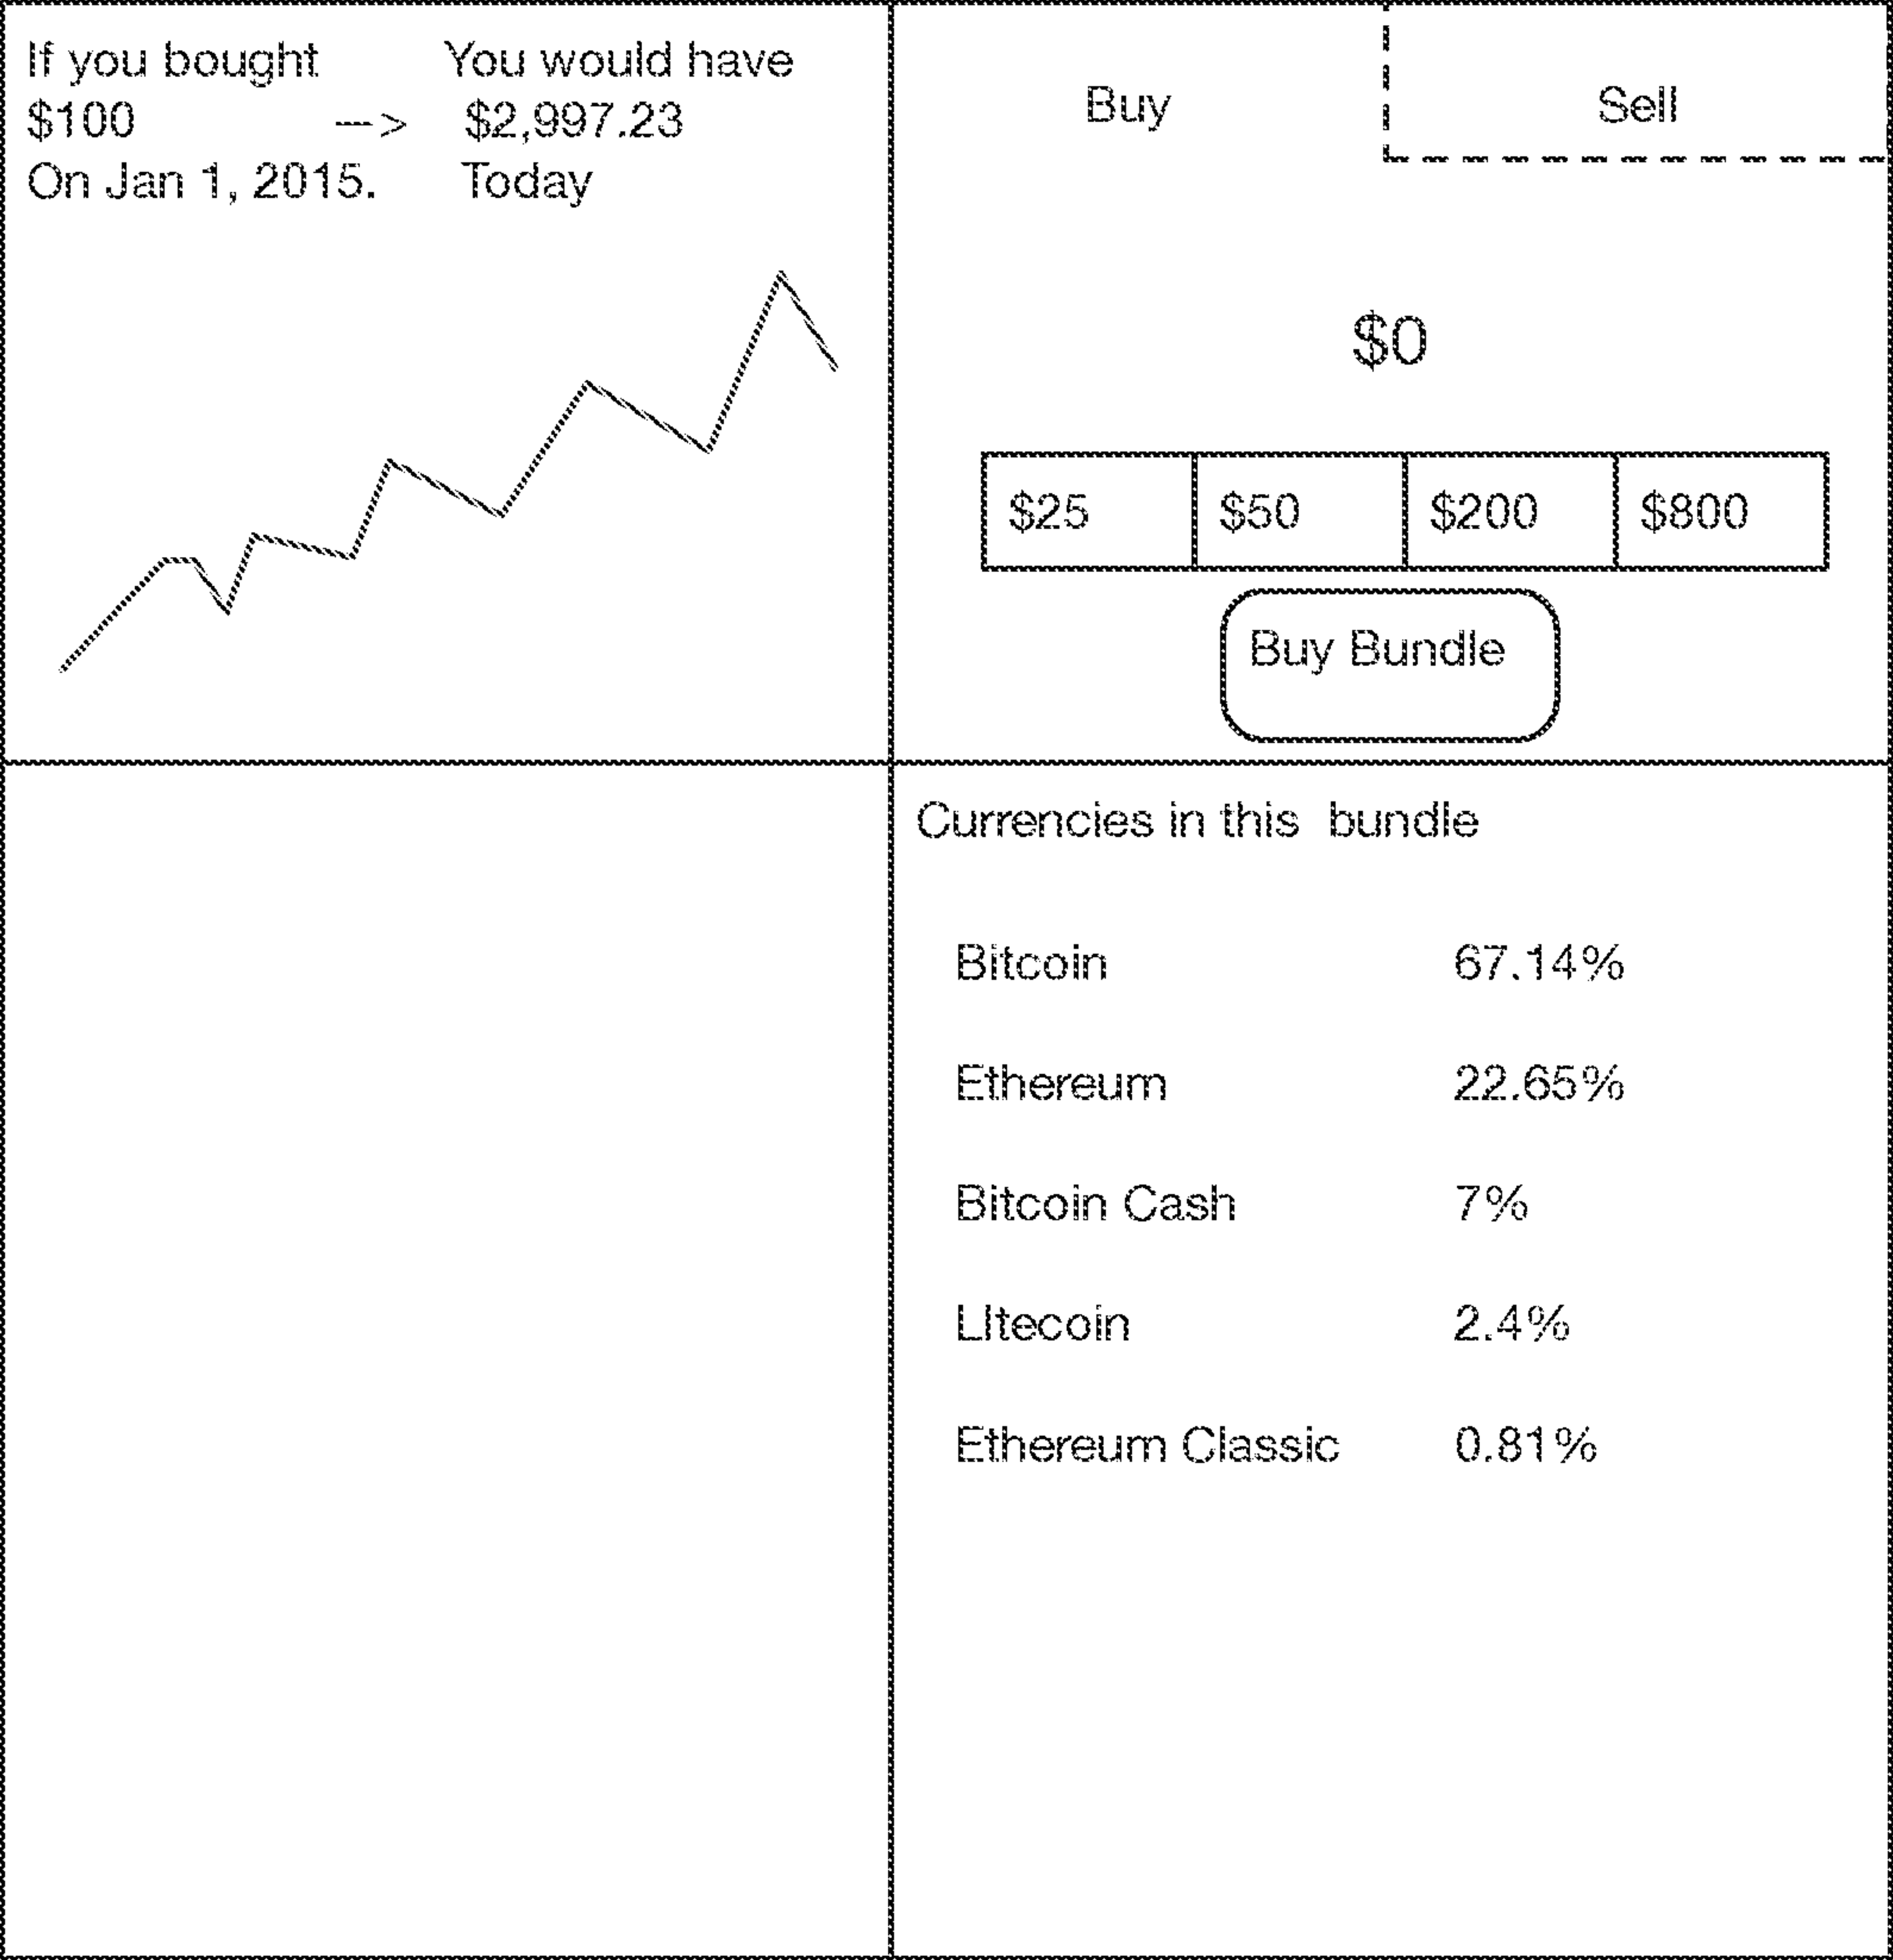 If you bought
$100
On Jan 1, 2015.
--->
You would have
$2,997.23
Today
Buy
Sell
$0
$25 $50 $200 $800
Buy Bundle
Currencies in this bundle
Bitcoin 67.14%
Ethereum 22.65%
Bitcoin Cash 7%
LItecoin 2.4%
Ethereum Classic 0.81%